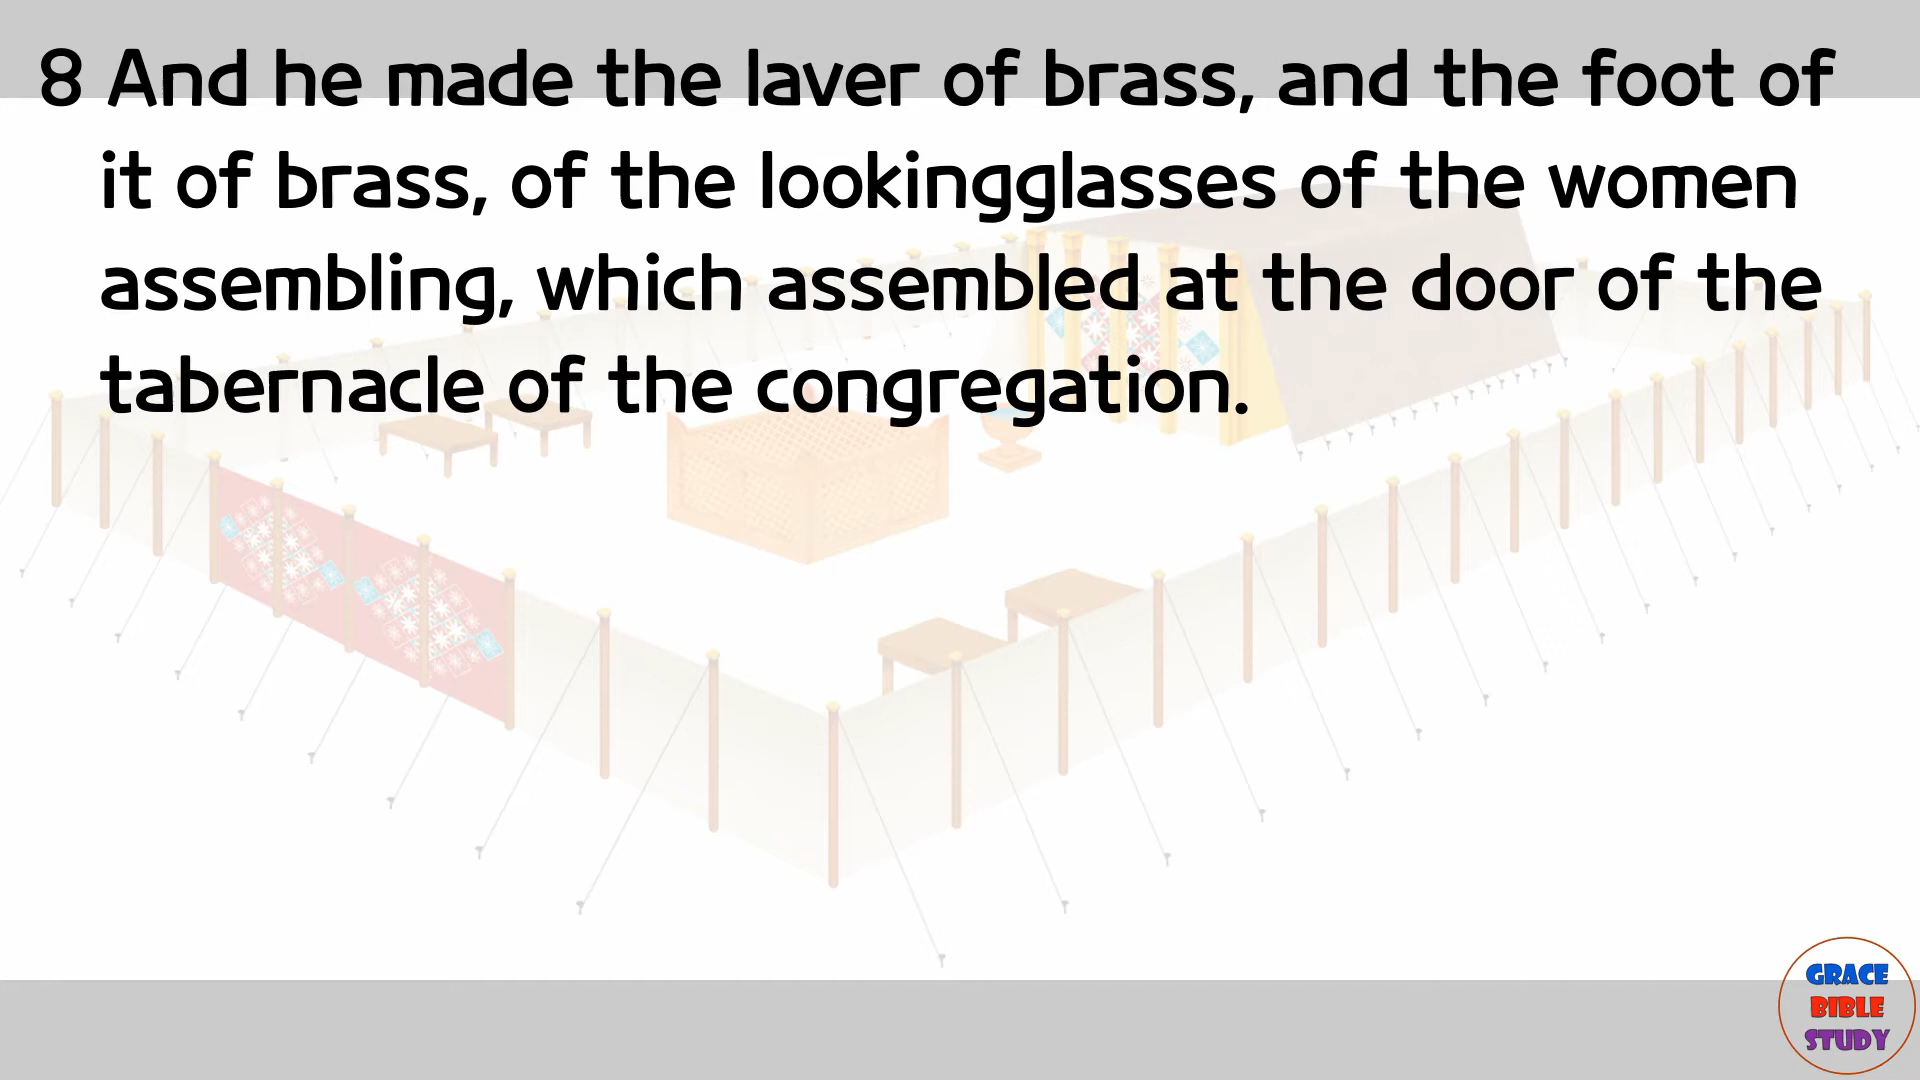 8 And he made the laver of brass, and the foot of
it of brass, of the lookingglasses of the women
assembling, which assembled at the door of the
tabernacle of the congregation.
GRACE
BIBLE
STUDY